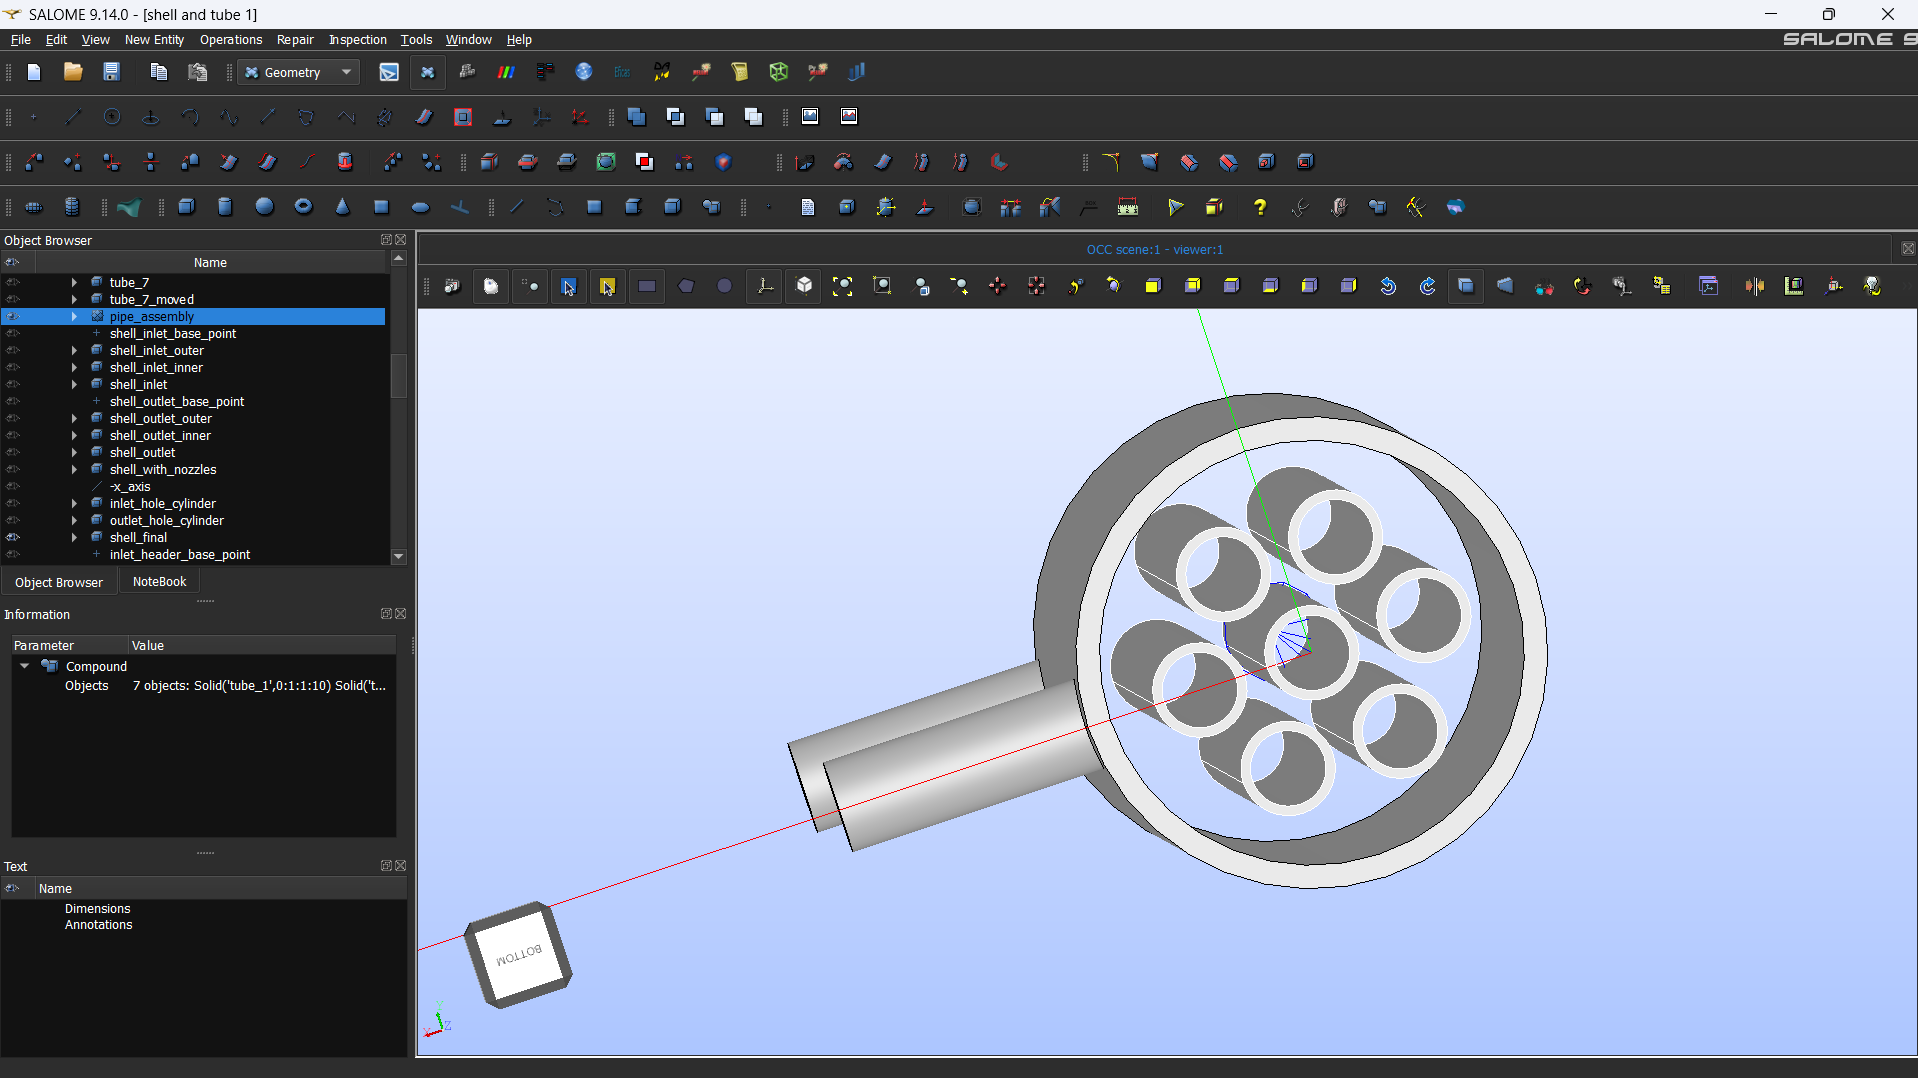 SALOME 9.14.0 - [shell and tube 1]
File Edit View New Entity Operations Repair Inspection Tools Window Help
SALOME 9
Geometry
Object Browser
Name
tube_7
tube_7_moved
pipe_assembly
shell_inlet_base_point
shell_inlet_outer
shell_inlet_inner
shell_inlet
shell_outlet_base_point
shell_outlet_outer
shell_outlet_inner
shell_outlet
shell_with_nozzles
-x_axis
inlet_hole_cylinder
outlet_hole_cylinder
shell_final
inlet_header_base_point
Object Browser NoteBook
Information
Parameter Value
Compound
Objects 7 objects: Solid('tube_1',0:1:1:10) Solid('t...
Text
Name
Dimensions
Annotations
OCC scene:1 - viewer:1
BOTTOM
X Z